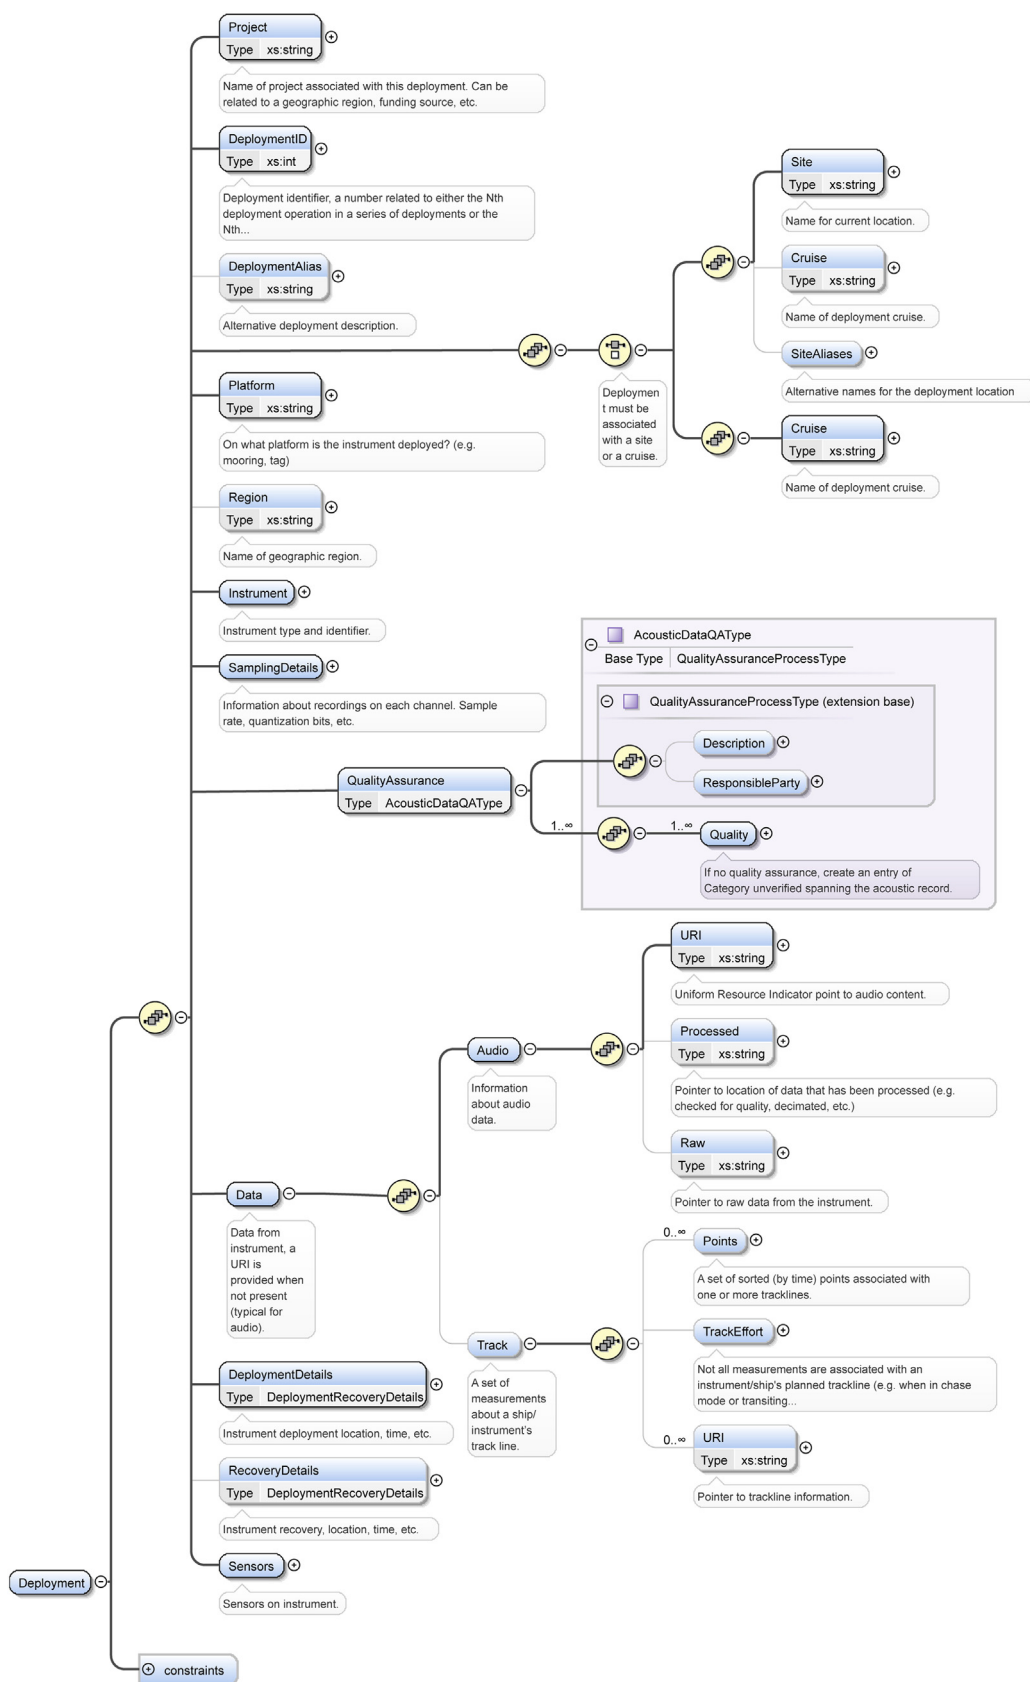 Project
Type xs:string
Name of project associated with this deployment. Can be
related to a geographic region, funding source, etc.
DeploymentID
Type xs:int
Deployment identifier, a number related to either the Nth
deployment operation in a series of deployments or the
Nth...
DeploymentAlias
Type xs:string
Alternative deployment description.
Deploymen
t must be
associated
with a site
or a cruise.
Site
Type xs:string
Name for current location.
Cruise
Type xs:string
Name of deployment cruise.
SiteAliases
Alternative names for the deployment location
Cruise
Type xs:string
Name of deployment cruise.
Platform
Type xs:string
On what platform is the instrument deployed? (e.g.
mooring, tag)
Region
Type xs:string
Name of geographic region.
Instrument
Instrument type and identifier.
SamplingDetails
Information about recordings on each channel. Sample
rate, quantization bits, etc.
QualityAssurance
Type AcousticDataQAType
AcousticDataQAType
Base Type QualityAssuranceProcessType
QualityAssuranceProcessType (extension base)
Description
ResponsibleParty
1..∞
1..∞
Quality
If no quality assurance, create an entry of
Category unverified spanning the acoustic record.
Data
Data from
instrument, a
URI is
provided when
not present
(typical for
audio).
Audio
Information
about audio
data.
URI
Type xs:string
Uniform Resource Indicator point to audio content.
Processed
Type xs:string
Pointer to location of data that has been processed (e.g.
checked for quality, decimated, etc.)
Raw
Type xs:string
Pointer to raw data from the instrument.
Track
A set of
measurements
about a ship/
instrument's
track line.
0..∞
Points
A set of sorted (by time) points associated with
one or more tracklines.
TrackEffort
Not all measurements are associated with an
instrument/ship's planned trackline (e.g. when in chase
mode or transiting...
0..∞
URI
Type xs:string
Pointer to trackline information.
DeploymentDetails
Type DeploymentRecoveryDetails
Instrument deployment location, time, etc.
RecoveryDetails
Type DeploymentRecoveryDetails
Instrument recovery, location, time, etc.
Sensors
Sensors on instrument.
Deployment
constraints